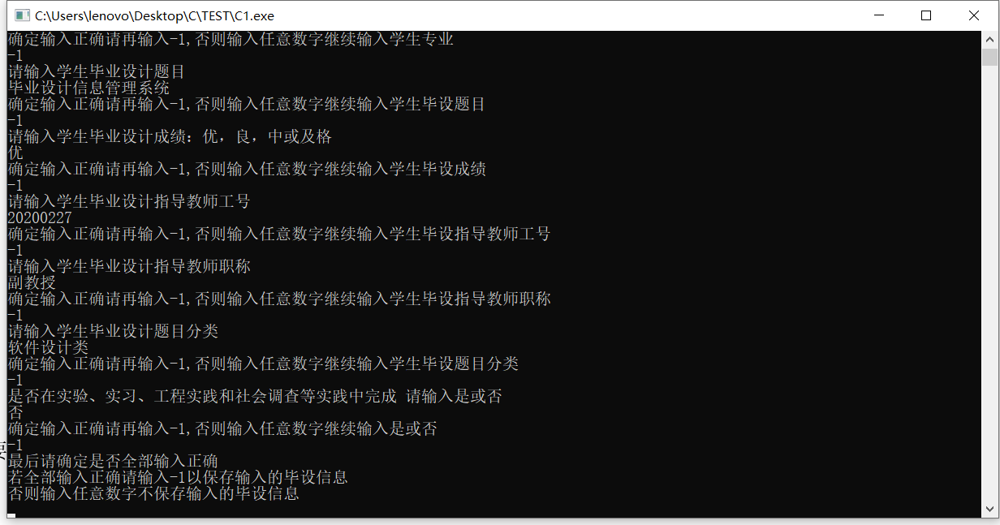 C:\Users\lenovo\Desktop\C\TEST\C1.exe
确定输入正确请再输入-1,否则输入任意数字继续输入学生专业
-1
请输入学生毕业设计题目
毕业设计信息管理系统
确定输入正确请再输入-1,否则输入任意数字继续输入学生毕设题目
-1
请输入学生毕业设计成绩：优，良，中或及格
优
确定输入正确请再输入-1,否则输入任意数字继续输入学生毕设成绩
-1
请输入学生毕业设计指导教师工号
20200227
确定输入正确请再输入-1,否则输入任意数字继续输入学生毕设指导教师工号
-1
请输入学生毕业设计指导教师职称
副教授
确定输入正确请再输入-1,否则输入任意数字继续输入学生毕设指导教师职称
-1
请输入学生毕业设计题目分类
软件设计类
确定输入正确请再输入-1,否则输入任意数字继续输入学生毕设题目分类
-1
是否在实验、实习、工程实践和社会调查等实践中完成 请输入是或否
否
确定输入正确请再输入-1,否则输入任意数字继续输入是或否
-1
最后请确定是否全部输入正确
若全部输入正确请输入-1以保存输入的毕设信息
否则输入任意数字不保存输入的毕设信息